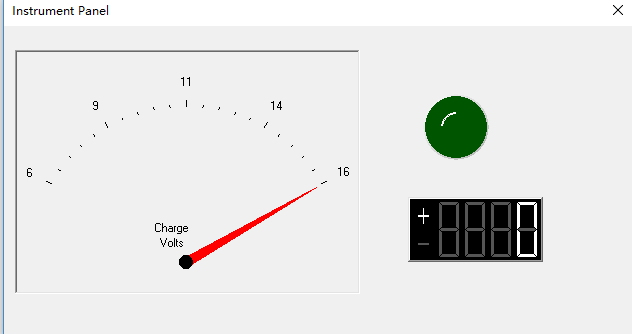 Instrument Panel
11
9
14
6
16
Charge
Volts
+
- 0